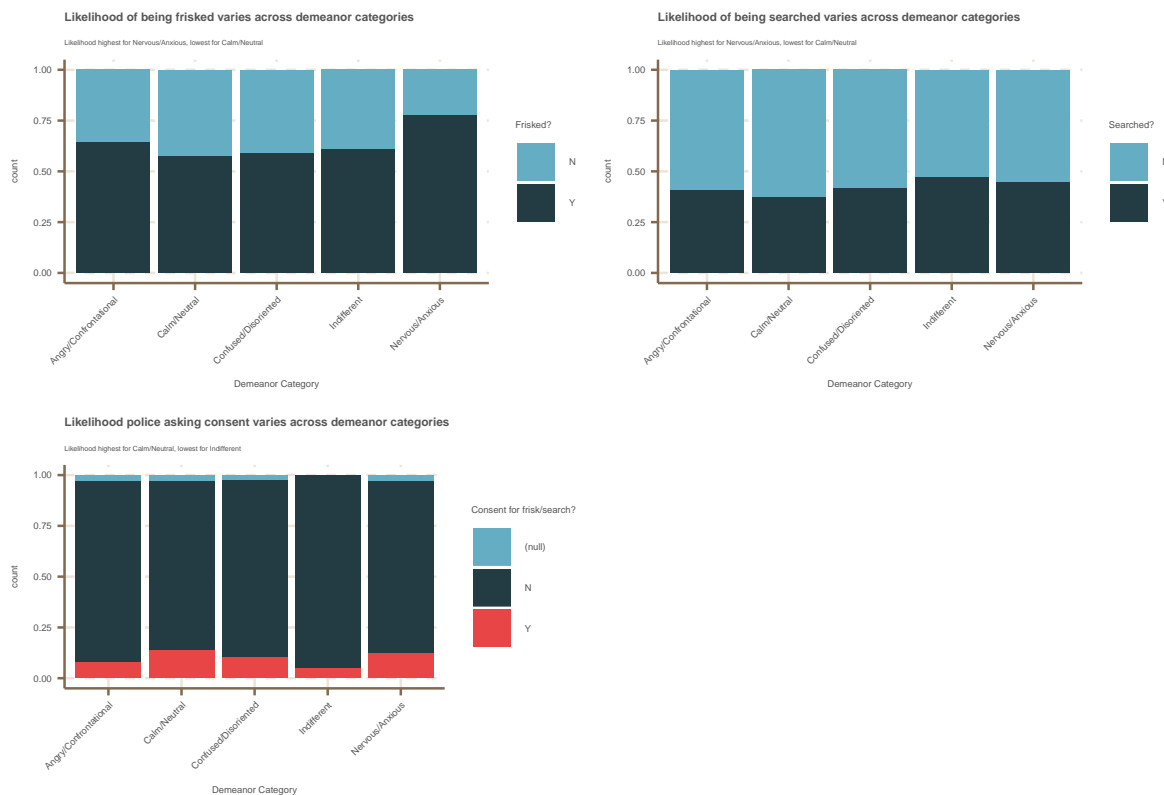 Likelihood of being frisked varies across demeanor categories
Likelihood highest for Nervous/Anxious, lowest for Calm/Neutral
1.00
0.75
0.50
0.25
0.00
count
Angry/Confrontational
Calm/Neutral
Confused/Disoriented
Indifferent
Nervous/Anxious
Demeanor Category
Frisked?
N
Y
Likelihood of being searched varies across demeanor categories
Likelihood highest for Nervous/Anxious, lowest for Calm/Neutral
1.00
0.75
0.50
0.25
0.00
count
Angry/Confrontational
Calm/Neutral
Confused/Disoriented
Indifferent
Nervous/Anxious
Demeanor Category
Searched?
Likelihood police asking consent varies across demeanor categories
Likelihood highest for Calm/Neutral, lowest for Indifferent
1.00
0.75
0.50
0.25
0.00
count
Angry/Confrontational
Calm/Neutral
Confused/Disoriented
Indifferent
Nervous/Anxious
Demeanor Category
Consent for frisk/search?
(null)
N
Y